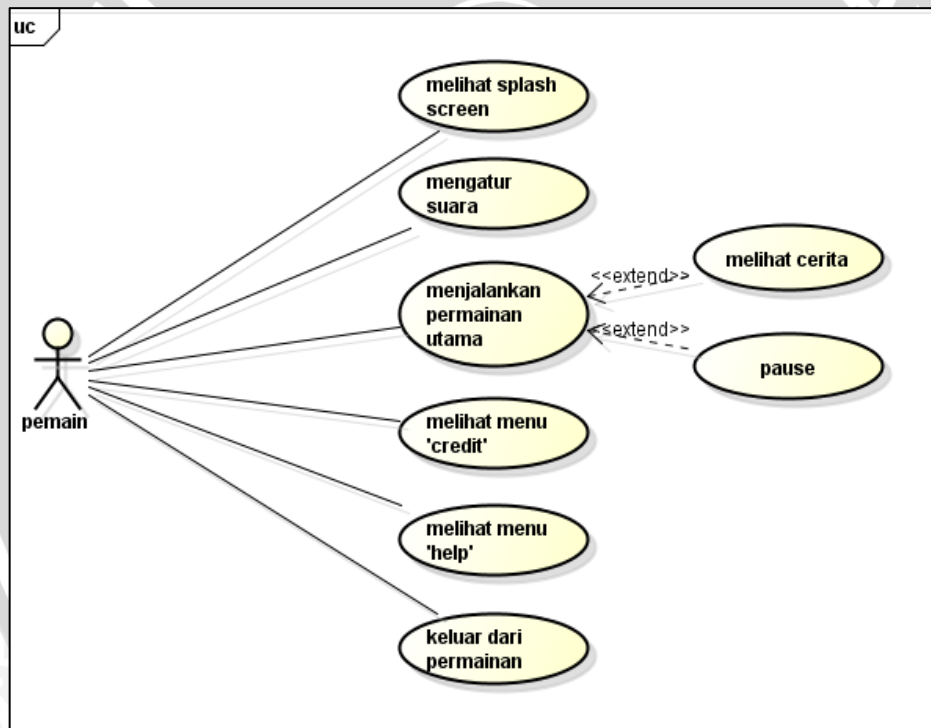 uc
melihat splash
screen
mengatur
suara
menjalankan
permainan
utama
<<extend>>
melihat cerita
<<extend>>
pause
pemain
melihat menu
'credit'
melihat menu
'help'
keluar dari
permainan